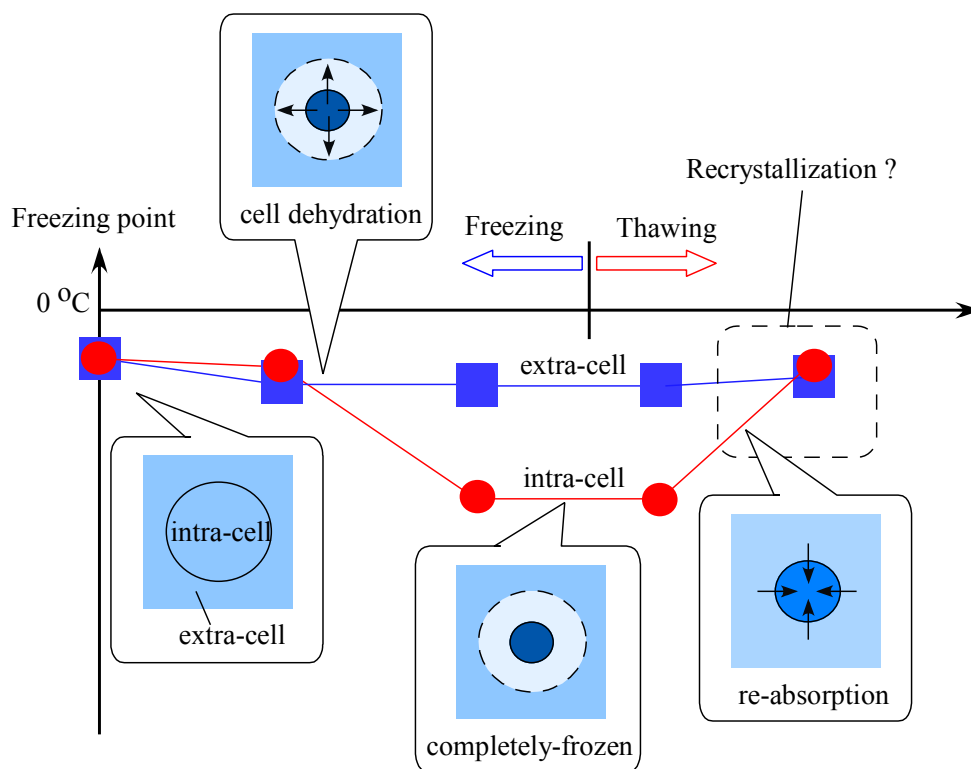 Recrystallization ?
cell dehydration
Freezing point
Freezing
Thawing
0 °C
extra-cell
intra-cell
intra-cell
extra-cell
re-absorption
completely-frozen